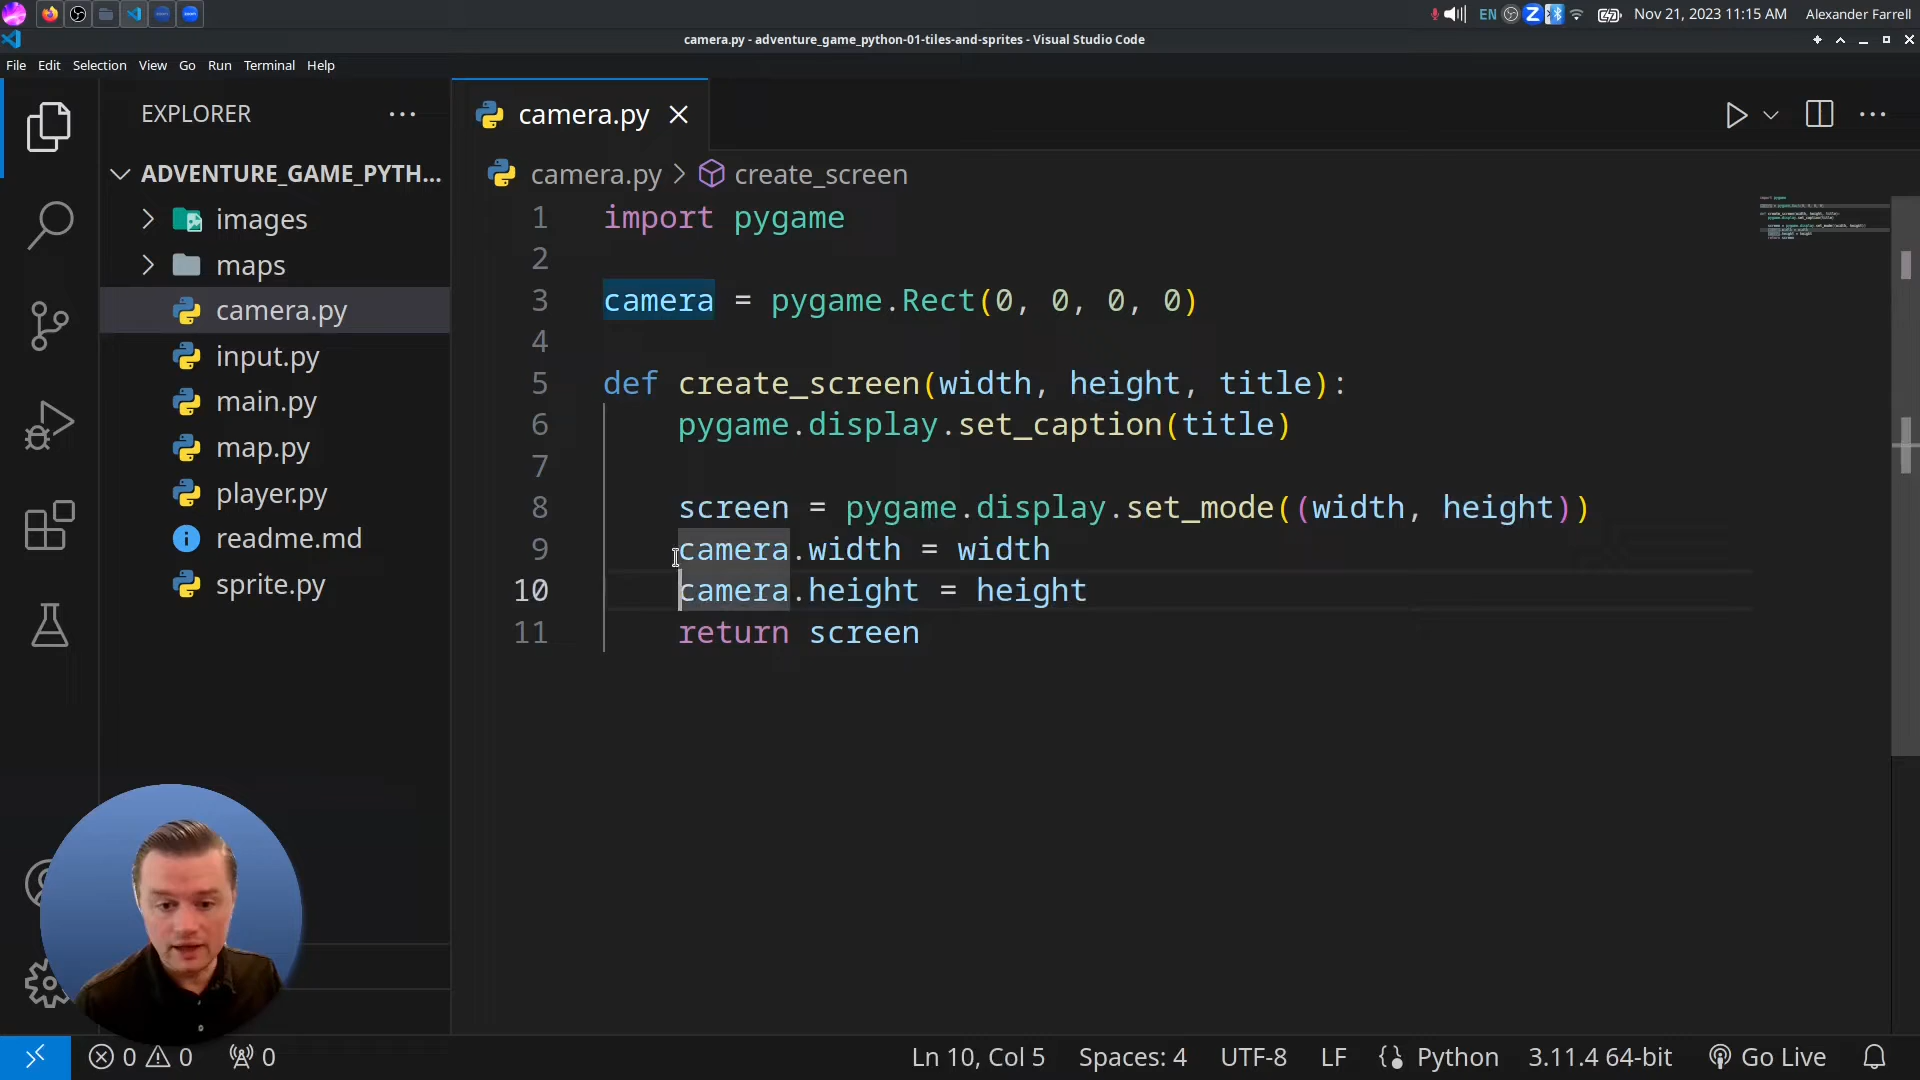 EN
Nov 21, 2023 11:15 AM
Alexander Farrell
camera.py - adventure_game_python-01-tiles-and-sprites - Visual Studio Code
File Edit Selection View Go Run Terminal Help
EXPLORER
ADVENTURE_GAME_PYTH...
images
maps
camera.py
input.py
main.py
map.py
player.py
readme.md
sprite.py
camera.py
camera.py > create_screen
1 import pygame
2
3 camera = pygame.Rect(0, 0, 0, 0)
4
5 def create_screen(width, height, title):
6 pygame.display.set_caption(title)
7
8 screen = pygame.display.set_mode((width, height))
9 camera.width = width
10 camera.height = height
11 return screen
0 0 0
Ln 10, Col 5 Spaces: 4 UTF-8 LF Python 3.11.4 64-bit Go Live